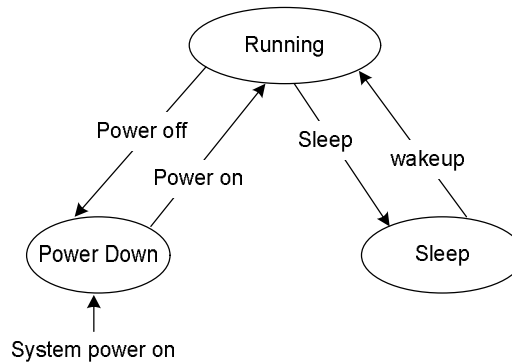 Running
Power off
Sleep
Power on
wakeup
Power Down
Sleep
System power on